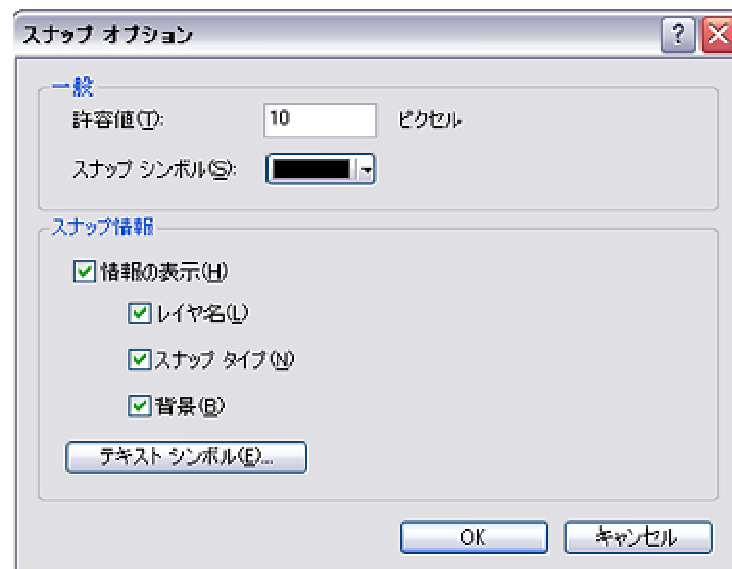 スナップ オプション
?
一般
許容値(T): 10 ピクセル
スナップ シンボル(S):
スナップ情報
情報の表示(H)
レイヤ名(L)
スナップ タイプ(N)
背景(B)
テキスト シンボル(E)...
OK キャンセル